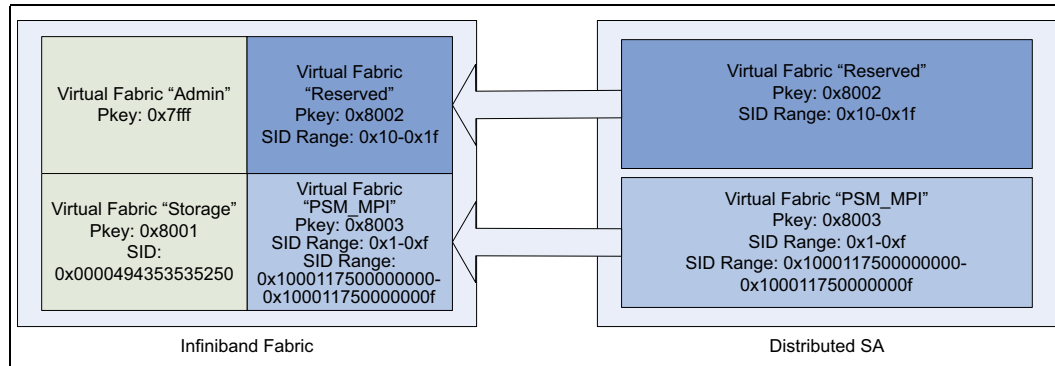 Virtual Fabric “Admin”
Pkey: 0x7fff
Virtual Fabric
“Reserved”
Pkey: 0x8002
SID Range: 0x10-0x1f
Virtual Fabric “Reserved”
Pkey: 0x8002
SID Range: 0x10-0x1f
Virtual Fabric “Storage”
Pkey: 0x8001
SID:
0x0000494353535250
Virtual Fabric
“PSM_MPI”
Pkey: 0x8003
SID Range: 0x1-0xf
SID Range:
0x1000117500000000-
0x100011750000000f
Virtual Fabric “PSM_MPI”
Pkey: 0x8003
SID Range: 0x1-0xf
SID Range: 0x1000117500000000-
0x100011750000000f
Infiniband Fabric
Distributed SA